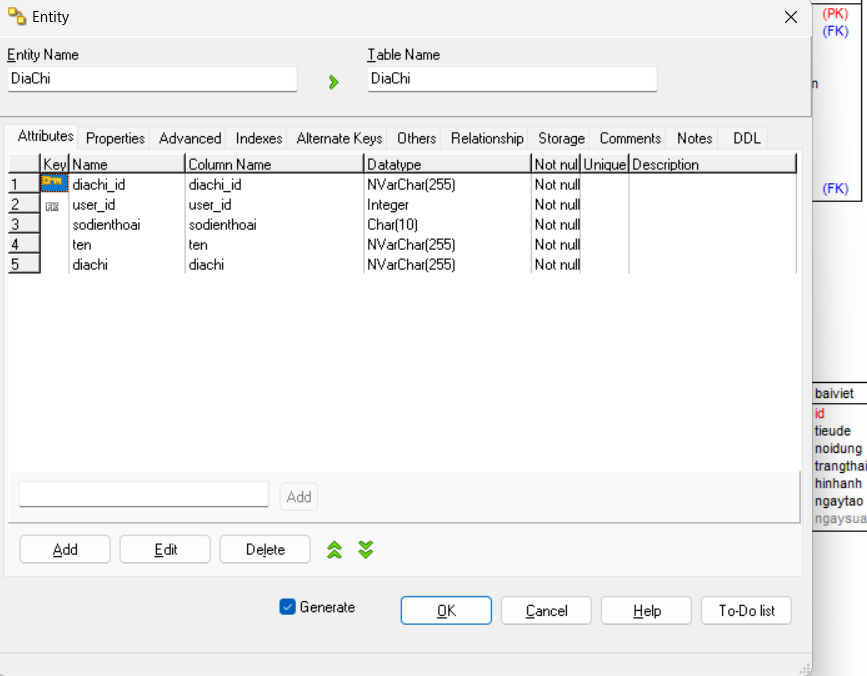 Entity
Entity Name
Table Name
DiaChi
DiaChi
Attributes Properties Advanced Indexes Alternate Keys Others Relationship Storage Comments Notes DDL
Key Name Column Name Datatype Not nul Unique Description
1 diachi_id diachi_id NVarChar(255) Not null
2 user_id user_id Integer Not null
3 sodienthoai sodienthoai Char(10) Not null
4 ten ten NVarChar(255) Not null
5 diachi diachi NVarChar(255) Not null
Add
Add Edit Delete
Generate
OK Cancel Help To-Do list
(PK)
(FK)
n
(FK)
baiviet
id
tieude
noidung
trangthai
hinhanh
ngaytao
ngaysua